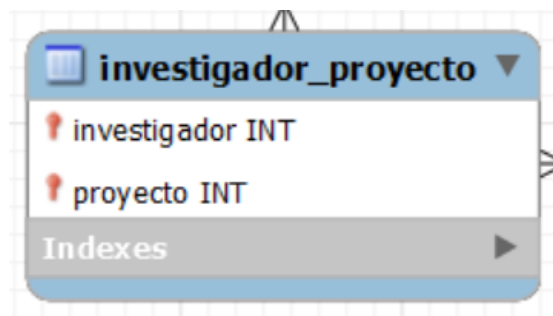 investigador_proyecto
investigador INT
proyecto INT
Indexes